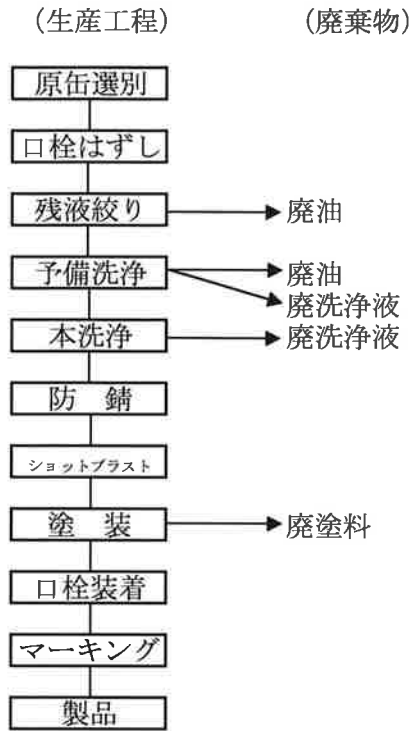 （生産工程） （廃棄物）
原缶選別
口栓はずし
残液絞り 廃油
予備洗浄 廃油
廃洗浄液
本洗浄 廃洗浄液
防 錆
ショットブラスト
塗 装 廃塗料
口栓装着
マーキング
製品